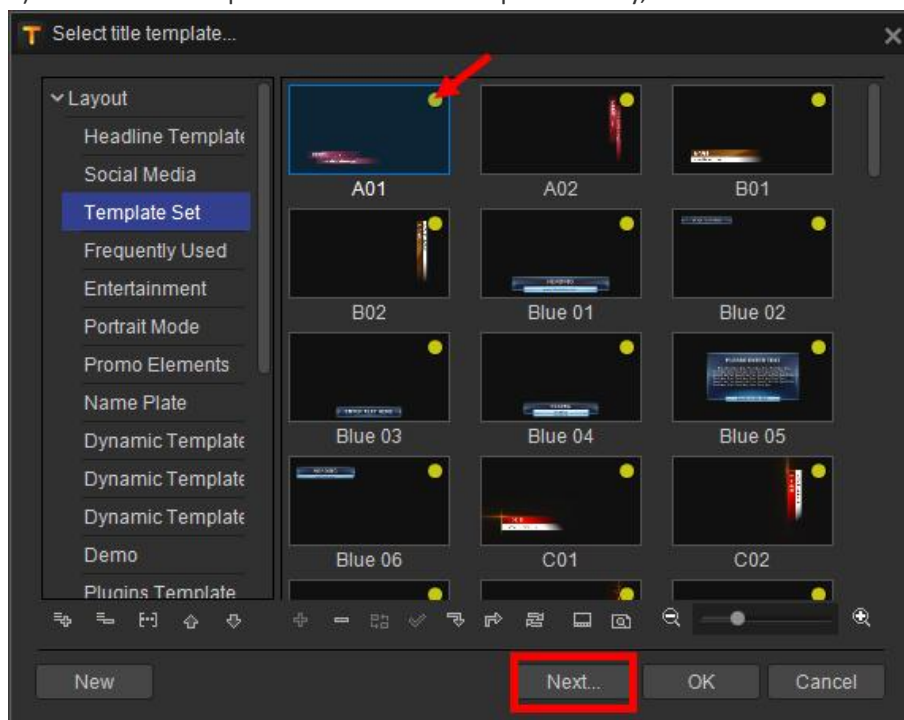 Select title template...
Layout
Headline Template
Social Media
Template Set
Frequently Used
Entertainment
Portrait Mode
Promo Elements
Name Plate
Dynamic Template
Dynamic Template
Dynamic Template
Demo
Plugins Template
A01
A02
B01
B02
Blue 01
Blue 02
Blue 03
Blue 04
Blue 05
Blue 06
C01
C02
New
Next...
OK
Cancel